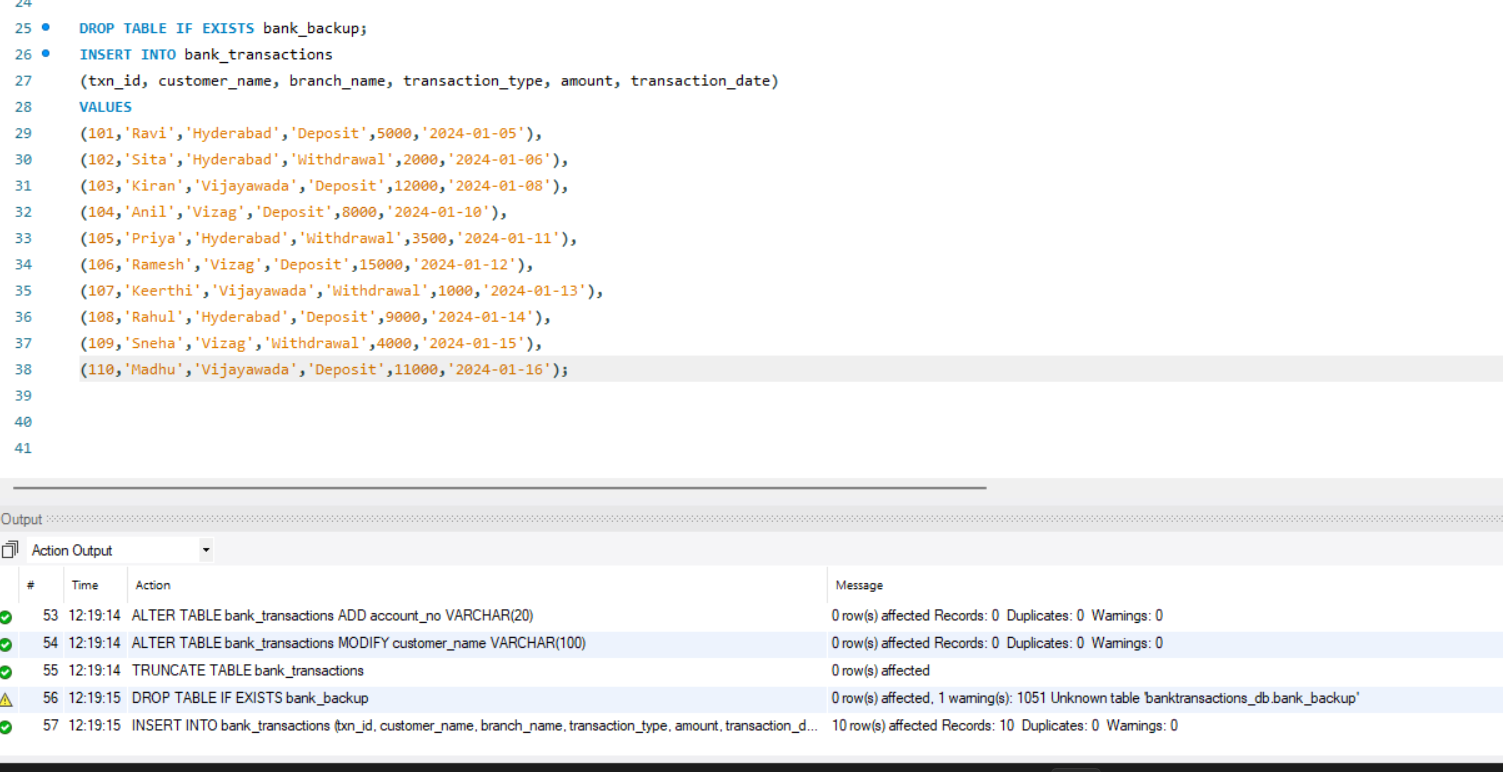 24
25 DROP TABLE IF EXISTS bank_backup;
26 INSERT INTO bank_transactions
27 (txn_id, customer_name, branch_name, transaction_type, amount, transaction_date)
28 VALUES
29 (101,'Ravi','Hyderabad','Deposit',5000,'2024-01-05'),
30 (102,'Sita','Hyderabad','Withdrawal',2000,'2024-01-06'),
31 (103,'Kiran','Vijayawada','Deposit',12000,'2024-01-08'),
32 (104,'Anil','Vizag','Deposit',8000,'2024-01-10'),
33 (105,'Priya','Hyderabad','Withdrawal',3500,'2024-01-11'),
34 (106,'Ramesh','Vizag','Deposit',15000,'2024-01-12'),
35 (107,'Keerthi','Vijayawada','Withdrawal',1000,'2024-01-13'),
36 (108,'Rahul','Hyderabad','Deposit',9000,'2024-01-14'),
37 (109,'Sneha','Vizag','Withdrawal',4000,'2024-01-15'),
38 (110,'Madhu','Vijayawada','Deposit',11000,'2024-01-16');
39
40
41
Output
Action Output
# Time Action Message
53 12:19:14 ALTER TABLE bank_transactions ADD account_no VARCHAR(20) 0 row(s) affected Records: 0 Duplicates: 0 Warnings: 0
54 12:19:14 ALTER TABLE bank_transactions MODIFY customer_name VARCHAR(100) 0 row(s) affected Records: 0 Duplicates: 0 Warnings: 0
55 12:19:14 TRUNCATE TABLE bank_transactions 0 row(s) affected
56 12:19:15 DROP TABLE IF EXISTS bank_backup 0 row(s) affected, 1 warning(s): 1051 Unknown table 'banktransactions_db.bank_backup'
57 12:19:15 INSERT INTO bank_transactions (txn_id, customer_name, branch_name, transaction_type, amount, transaction_d... 10 row(s) affected Records: 10 Duplicates: 0 Warnings: 0